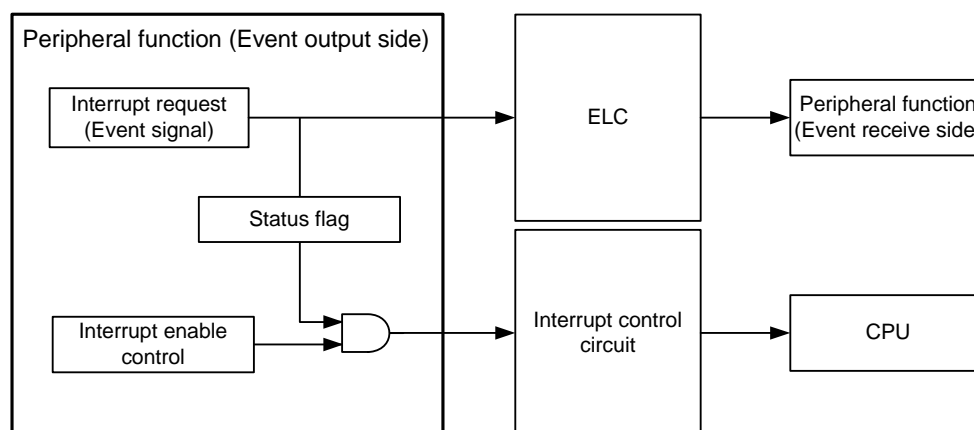 Peripheral function (Event output side)
Interrupt request
(Event signal)
ELC
Peripheral function
(Event receive side
Status flag
Interrupt enable
control
Interrupt control
circuit
CPU